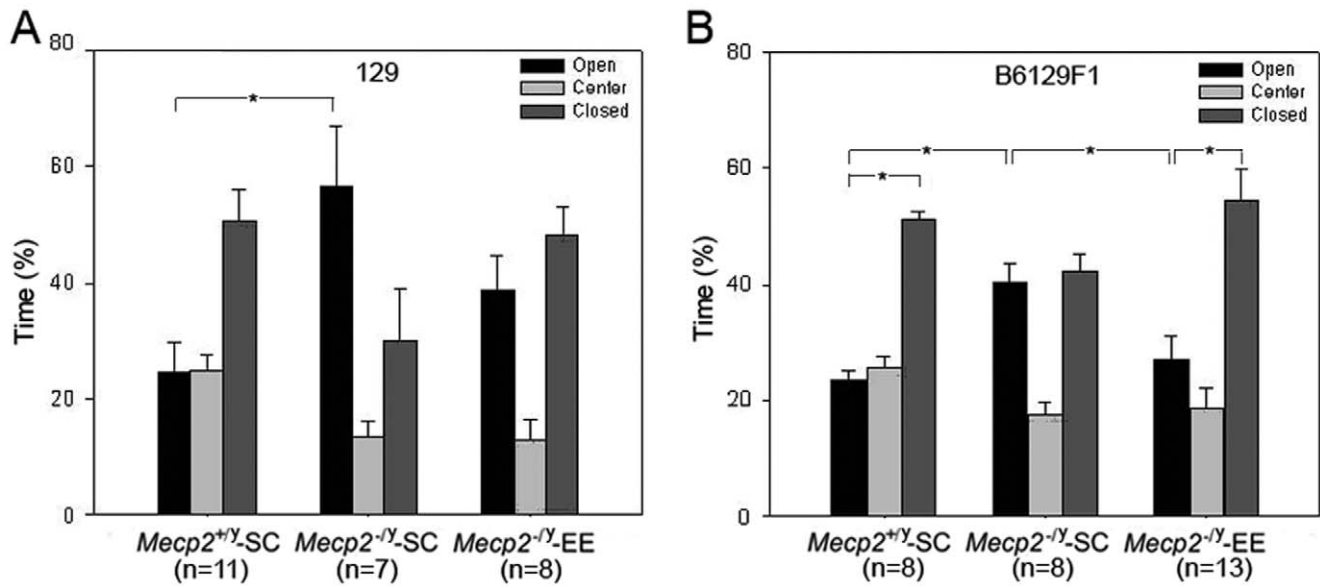 A
129
Open
Center
Closed
*
Time (%)
80
60
40
20
0
Mecp2+/y-SC Mecp2-/y-SC Mecp2-/y-EE
(n=11) (n=7) (n=8)
B
B6129F1
Open
Center
Closed
* * *
*
Time (%)
80
60
40
20
0
Mecp2+/y-SC Mecp2-/y-SC Mecp2-/y-EE
(n=8) (n=8) (n=13)